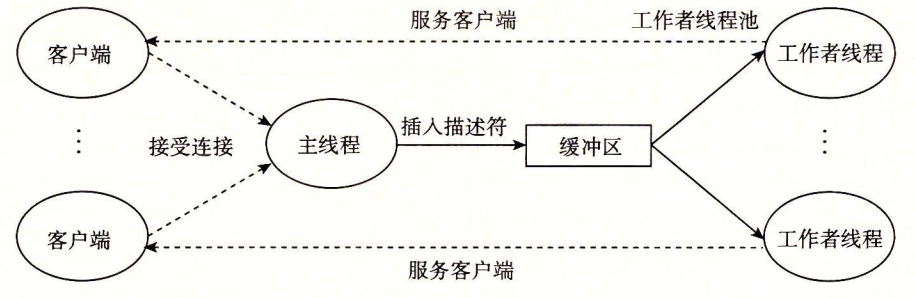 服务客户端
工作者线程池
客户端
工作者线程
⋮
接受连接
主线程
插入描述符
缓冲区
⋮
客户端
工作者线程
服务客户端